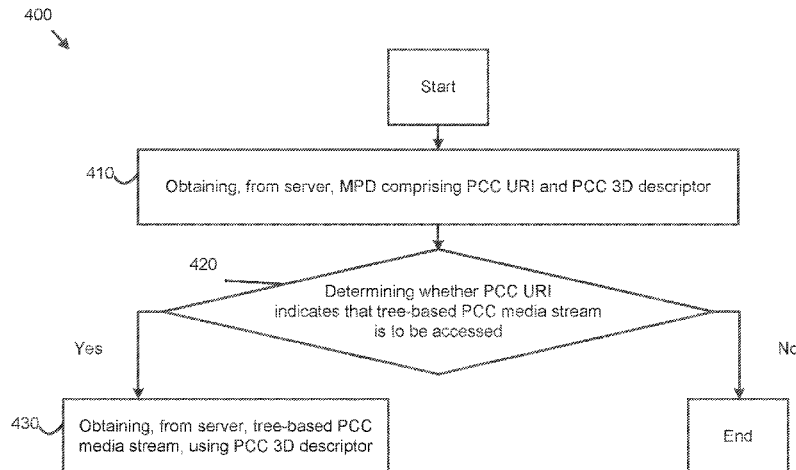 400
Start
410
Obtaining, from server, MPD comprising PCC URI and PCC 3D descriptor
420
Determining whether PCC URI
indicates that tree-based PCC media stream
is to be accessed
Yes
No
430
Obtaining, from server, tree-based PCC
media stream, using PCC 3D descriptor
End